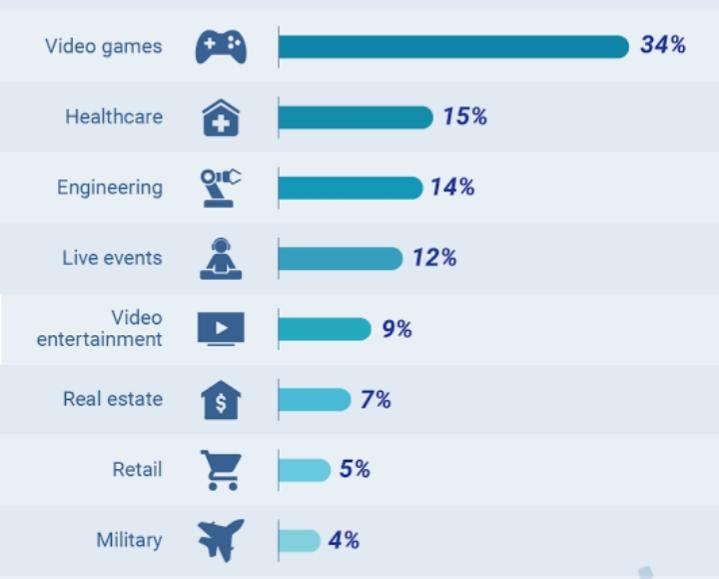 Video games 34%
Healthcare 15%
Engineering 14%
Live events 12%
Video
entertainment 9%
Real estate $ 7%
Retail 5%
Military 4%